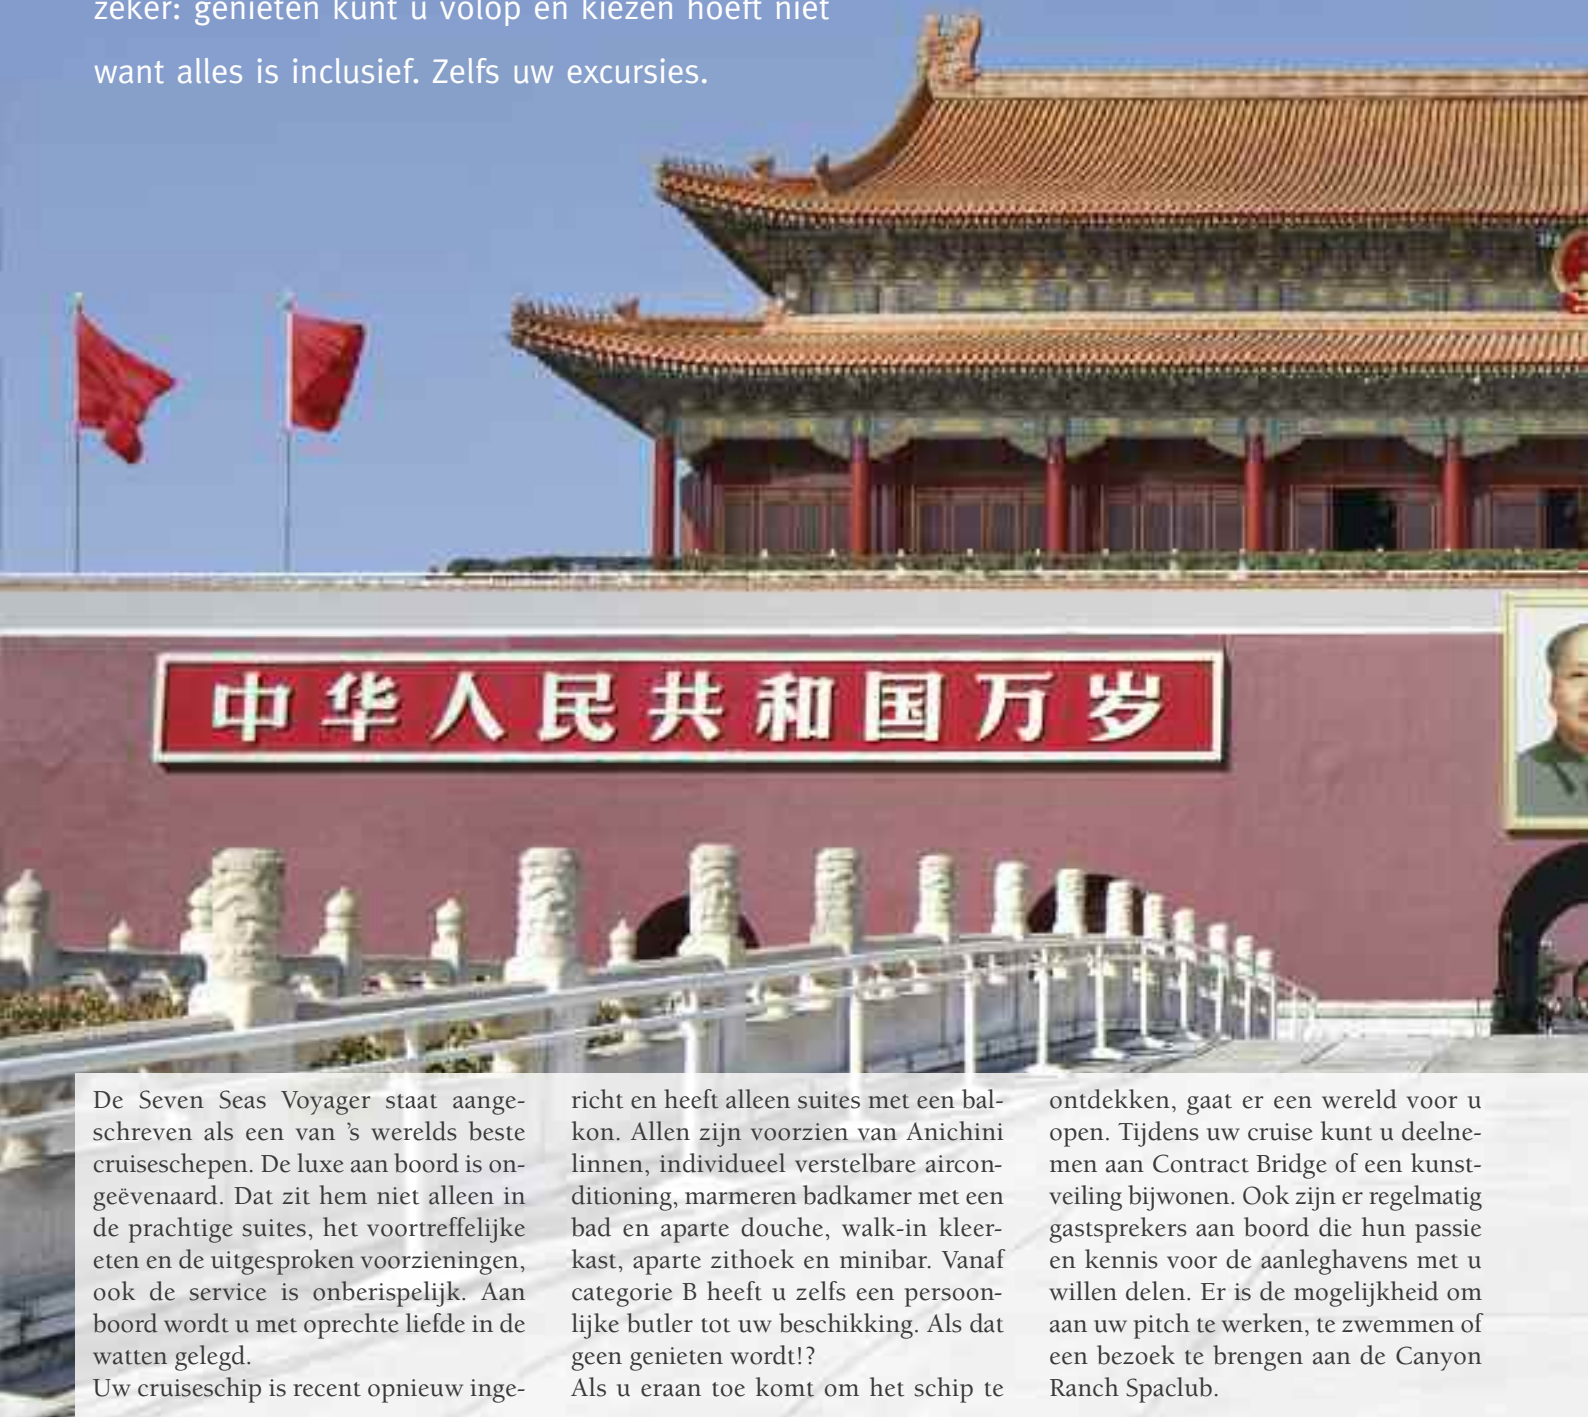 zeker: genieten kunt u volop en kiezen hoeft niet
want alles is inclusief. Zelfs uw excursies.
中华人民共和国万岁
De Seven Seas Voyager staat aange-
schreven als een van ’s werelds beste
cruiseschepen. De luxe aan boord is on-
geëvenaard. Dat zit hem niet alleen in
de prachtige suites, het voortreffelijke
eten en de uitgesproken voorzieningen,
ook de service is onberispelijk. Aan
boord wordt u met oprechte liefde in de
watten gelegd.
Uw cruiseschip is recent opnieuw inge-
richt en heeft alleen suites met een bal-
kon. Allen zijn voorzien van Anichini
linnen, individueel verstelbare aircon-
ditioning, marmeren badkamer met een
bad en aparte douche, walk-in kleer-
kast, aparte zithoek en minibar. Vanaf
categorie B heeft u zelfs een persoon-
lijke butler tot uw beschikking. Als dat
geen genieten wordt!?
Als u eraan toe komt om het schip te
ontdekken, gaat er een wereld voor u
open. Tijdens uw cruise kunt u deelne-
men aan Contract Bridge of een kunst-
veiling bijwonen. Ook zijn er regelmatig
gastsprekers aan boord die hun passie
en kennis voor de aanleghavens met u
willen delen. Er is de mogelijkheid om
aan uw pitch te werken, te zwemmen of
een bezoek te brengen aan de Canyon
Ranch Spaclub.